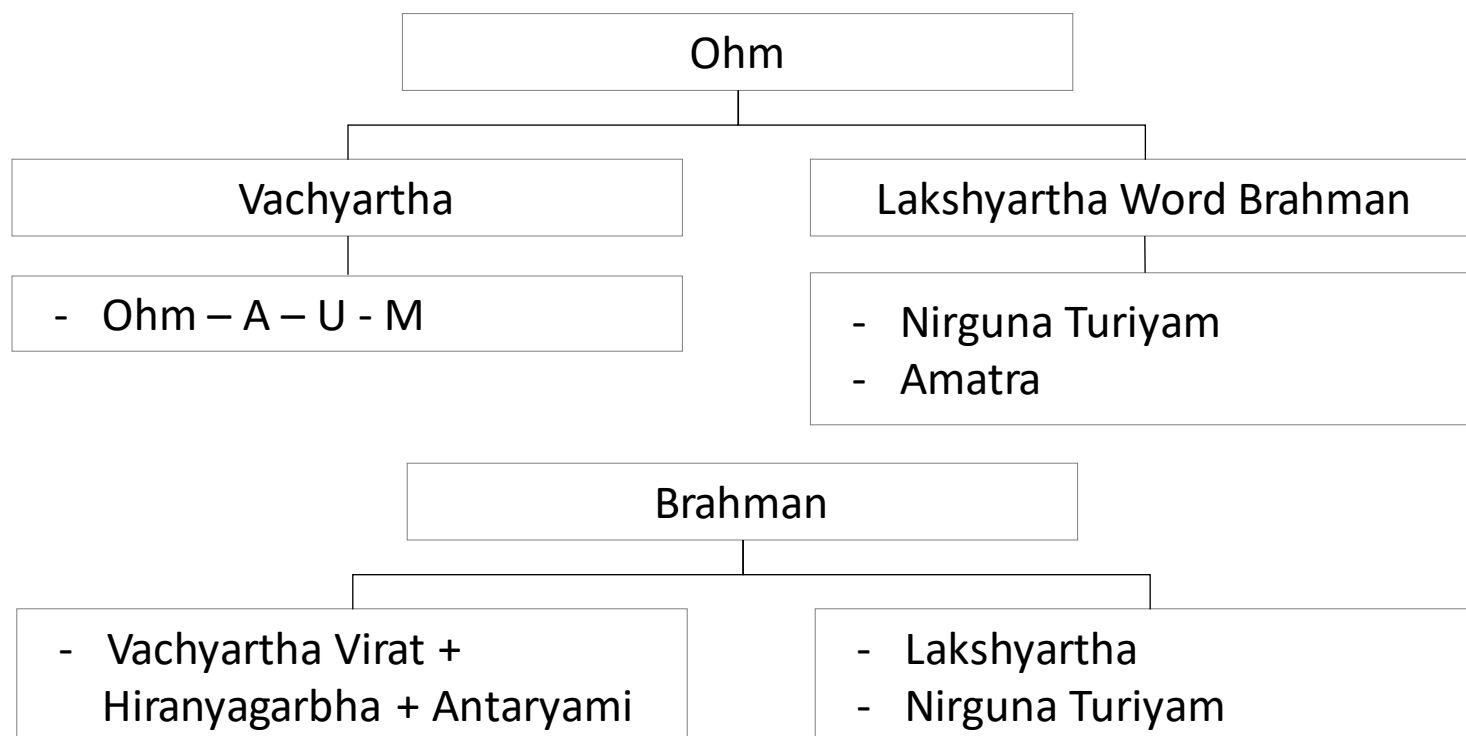 Ohm
Vachyartha
Lakshyartha Word Brahman
- Ohm – A – U - M
- Nirguna Turiyam
- Amatra
Brahman
- Vachyartha Virat +
Hiranyagarbha + Antaryami
- Lakshyartha
- Nirguna Turiyam